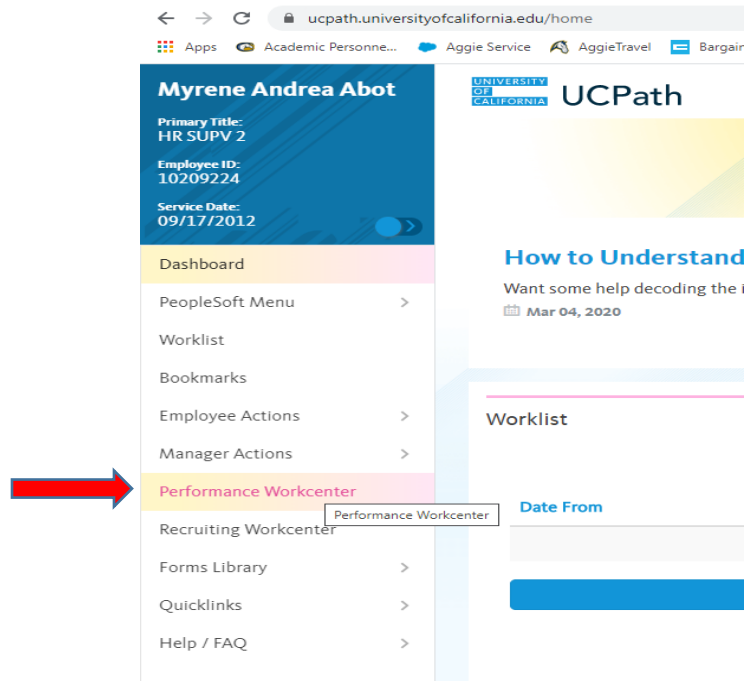 ucpath.universityofcalifornia.edu/home
Apps Academic Personne... Aggie Service AggieTravel Bargain
Myrene Andrea Abot
Primary Title:
HR SUPV 2
Employee ID:
10209224
Service Date:
09/17/2012
UNIVERSITY
OF
CALIFORNIA
UCPath
Dashboard
PeopleSoft Menu
Worklist
Bookmarks
Employee Actions
Manager Actions
Performance Workcenter
Performance Workcenter
Recruiting Workcenter
Forms Library
Quicklinks
Help / FAQ
How to Understand
Want some help decoding the i
Mar 04, 2020
Worklist
Date From